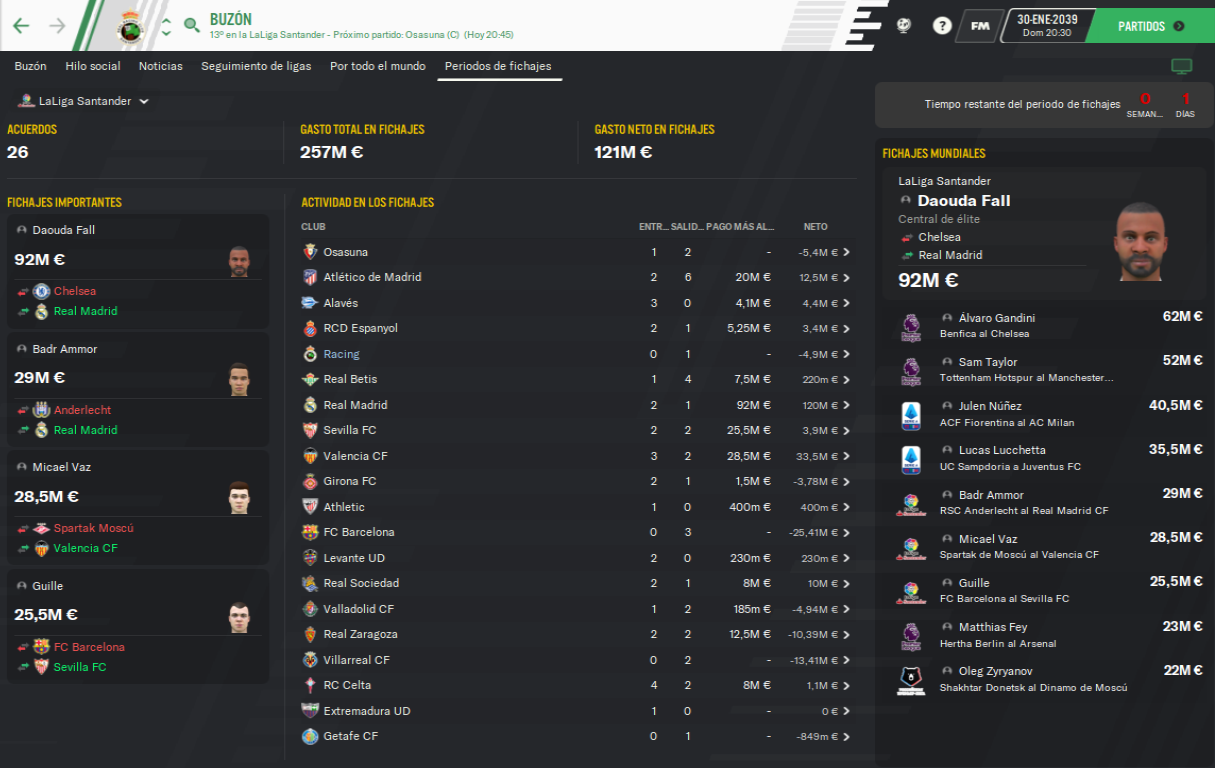 BUZÓN
13º en la LaLiga Santander - Próximo partido: Osasuna (C) (Hoy 20:45)
?
FM
30-ENE-2039
Dom 20:30
PARTIDOS
Buzón Hilo social Noticias Seguimiento de ligas Por todo el mundo Periodos de fichajes
LaLiga Santander
Tiempo restante del periodo de fichajes 0 SEMAN... 1 DÍAS
ACUERDOS
26
GASTO TOTAL EN FICHAJES
257M €
GASTO NETO EN FICHAJES
121M €
FICHAJES IMPORTANTES
Daouda Fall
92M €
Chelsea
Real Madrid
Badr Ammor
29M €
Anderlecht
Real Madrid
Micael Vaz
28,5M €
Spartak Moscú
Valencia CF
Guille
25,5M €
FC Barcelona
Sevilla FC
ACTIVIDAD EN LOS FICHAJES
CLUB ENTR... SALID... PAGO MÁS AL... NETO
Osasuna 1 2 - -5,4M €
Atlético de Madrid 2 6 20M € 12,5M €
Alavés 3 0 4,1M € 4,4M €
RCD Espanyol 2 1 5,25M € 3,4M €
Racing 0 1 - -4,9M €
Real Betis 1 4 7,5M € 220m €
Real Madrid 2 1 92M € 120M €
Sevilla FC 2 2 25,5M € 3,9M €
Valencia CF 3 2 28,5M € 33,5M €
Girona FC 2 1 1,5M € -3,78M €
Athletic 1 0 400m € 400m €
FC Barcelona 0 3 - -25,41M €
Levante UD 2 0 230m € 230m €
Real Sociedad 2 1 8M € 10M €
Valladolid CF 1 2 185m € -4,94M €
Real Zaragoza 2 2 12,5M € -10,39M €
Villarreal CF 0 2 - -13,41M €
RC Celta 4 2 8M € 1,1M €
Extremadura UD 1 0 - 0 €
Getafe CF 0 1 - -849m €
FICHAJES MUNDIALES
LaLiga Santander
Daouda Fall
Central de élite
Chelsea
Real Madrid
92M €
Álvaro Gandini 62M €
Benfica al Chelsea
Sam Taylor 52M €
Tottenham Hotspur al Manchester...
Julen Núñez 40,5M €
ACF Fiorentina al AC Milan
Lucas Lucchetta 35,5M €
UC Sampdoria a Juventus FC
Badr Ammor 29M €
RSC Anderlecht al Real Madrid CF
Micael Vaz 28,5M €
Spartak de Moscú al Valencia CF
Guille 25,5M €
FC Barcelona al Sevilla FC
Matthias Fey 23M €
Hertha Berlin al Arsenal
Oleg Zyryanov 22M €
Shakhtar Donetsk al Dinamo de Moscú